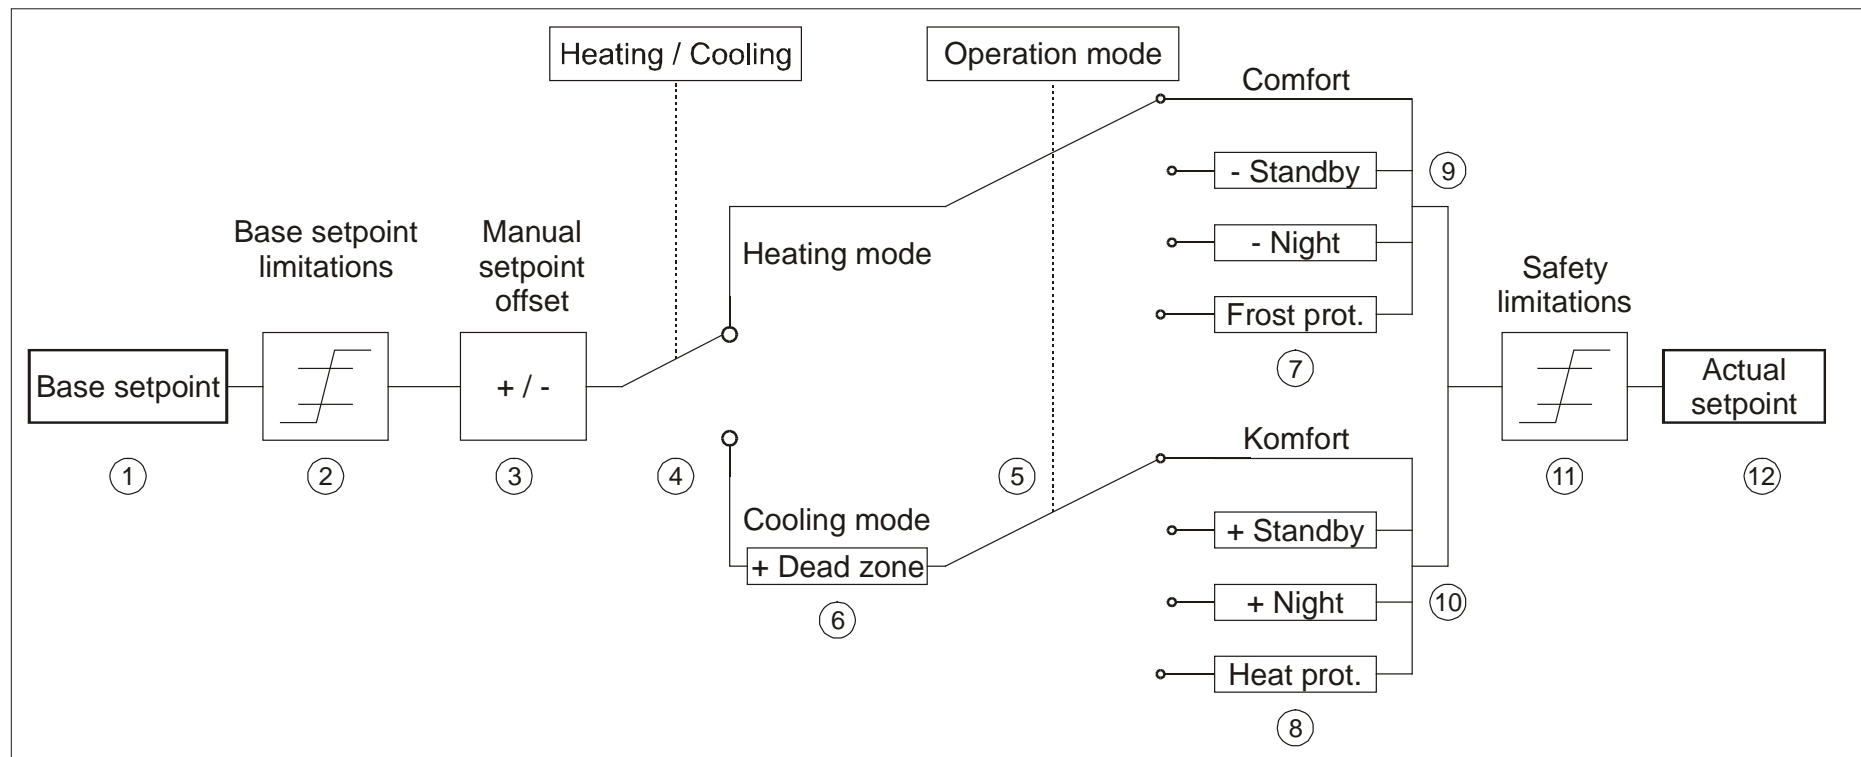 Heating / Cooling
Operation mode
Comfort
- Standby
9
- Night
Frost prot.
7
Base setpoint
limitations
Manual
setpoint
offset
Heating mode
Safety
limitations
Base setpoint
+ / -
Actual
setpoint
1
2
3
4
5
11
12
Komfort
Cooling mode
+ Dead zone
6
+ Standby
+ Night
10
Heat prot.
8